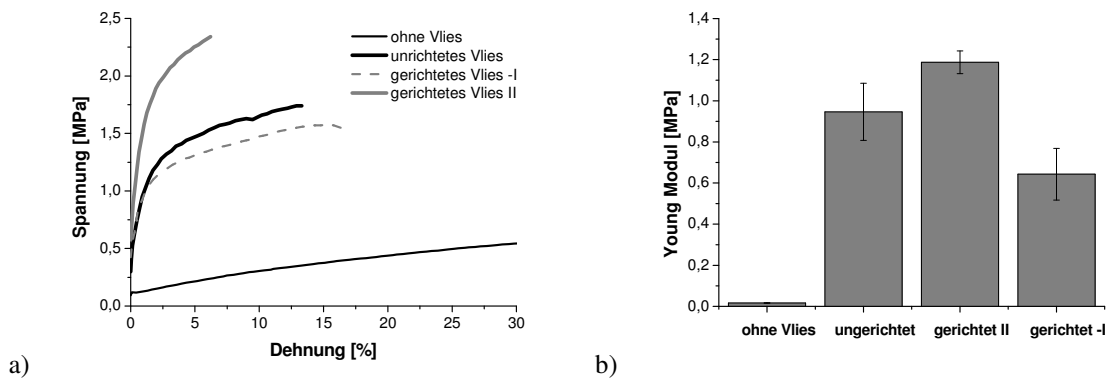 2,5
2,0
1,5
1,0
0,5
0,0
0 5 10 15 20 25 30
Spannung [MPa]
Dehnung [%]
ohne Vlies
unrichtetes Vlies
gerichtetes Vlies -I
gerichtetes Vlies II
a)
1,4
1,2
1,0
0,8
0,6
0,4
0,2
0,0
Young Modul [MPa]
ohne Vlies ungerichtet gerichtet II gerichtet -I
b)